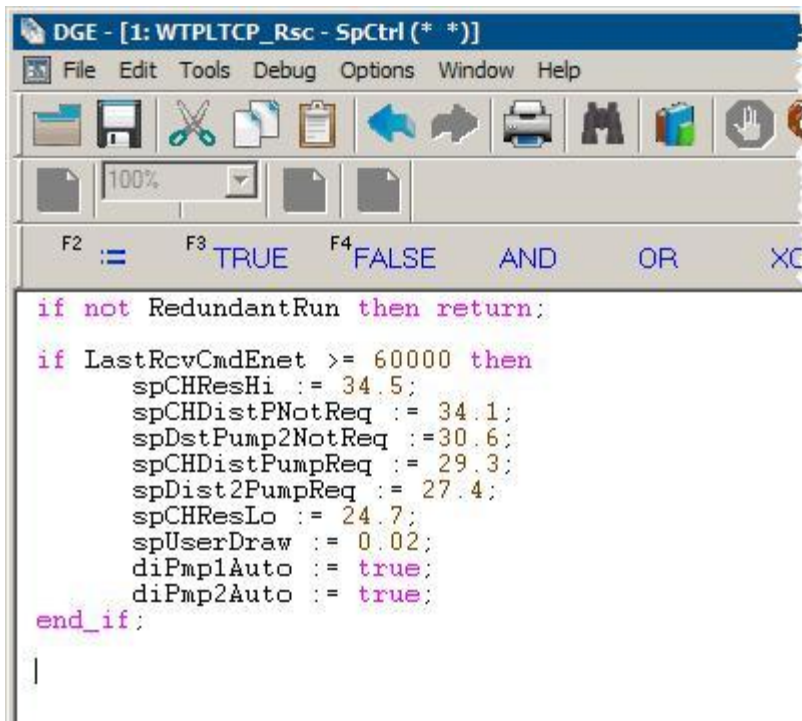 DGE - [1: WTPLTCP_Rsc - SpCtrl (* *)]
File Edit Tools Debug Options Window Help
100%
F2 := F3 TRUE F4 FALSE AND OR
if not RedundantRun then return;
if LastRcvCmdEnet >= 60000 then
spCHResHi := 34.5;
spCHDistPNotReq := 34.1;
spDstPump2NotReq :=30.6;
spCHDistPumpReq := 29.3;
spDist2PumpReq := 27.4;
spCHResLo := 24.7;
spUserDraw := 0.02;
diPmp1Auto := true;
diPmp2Auto := true;
end_if;